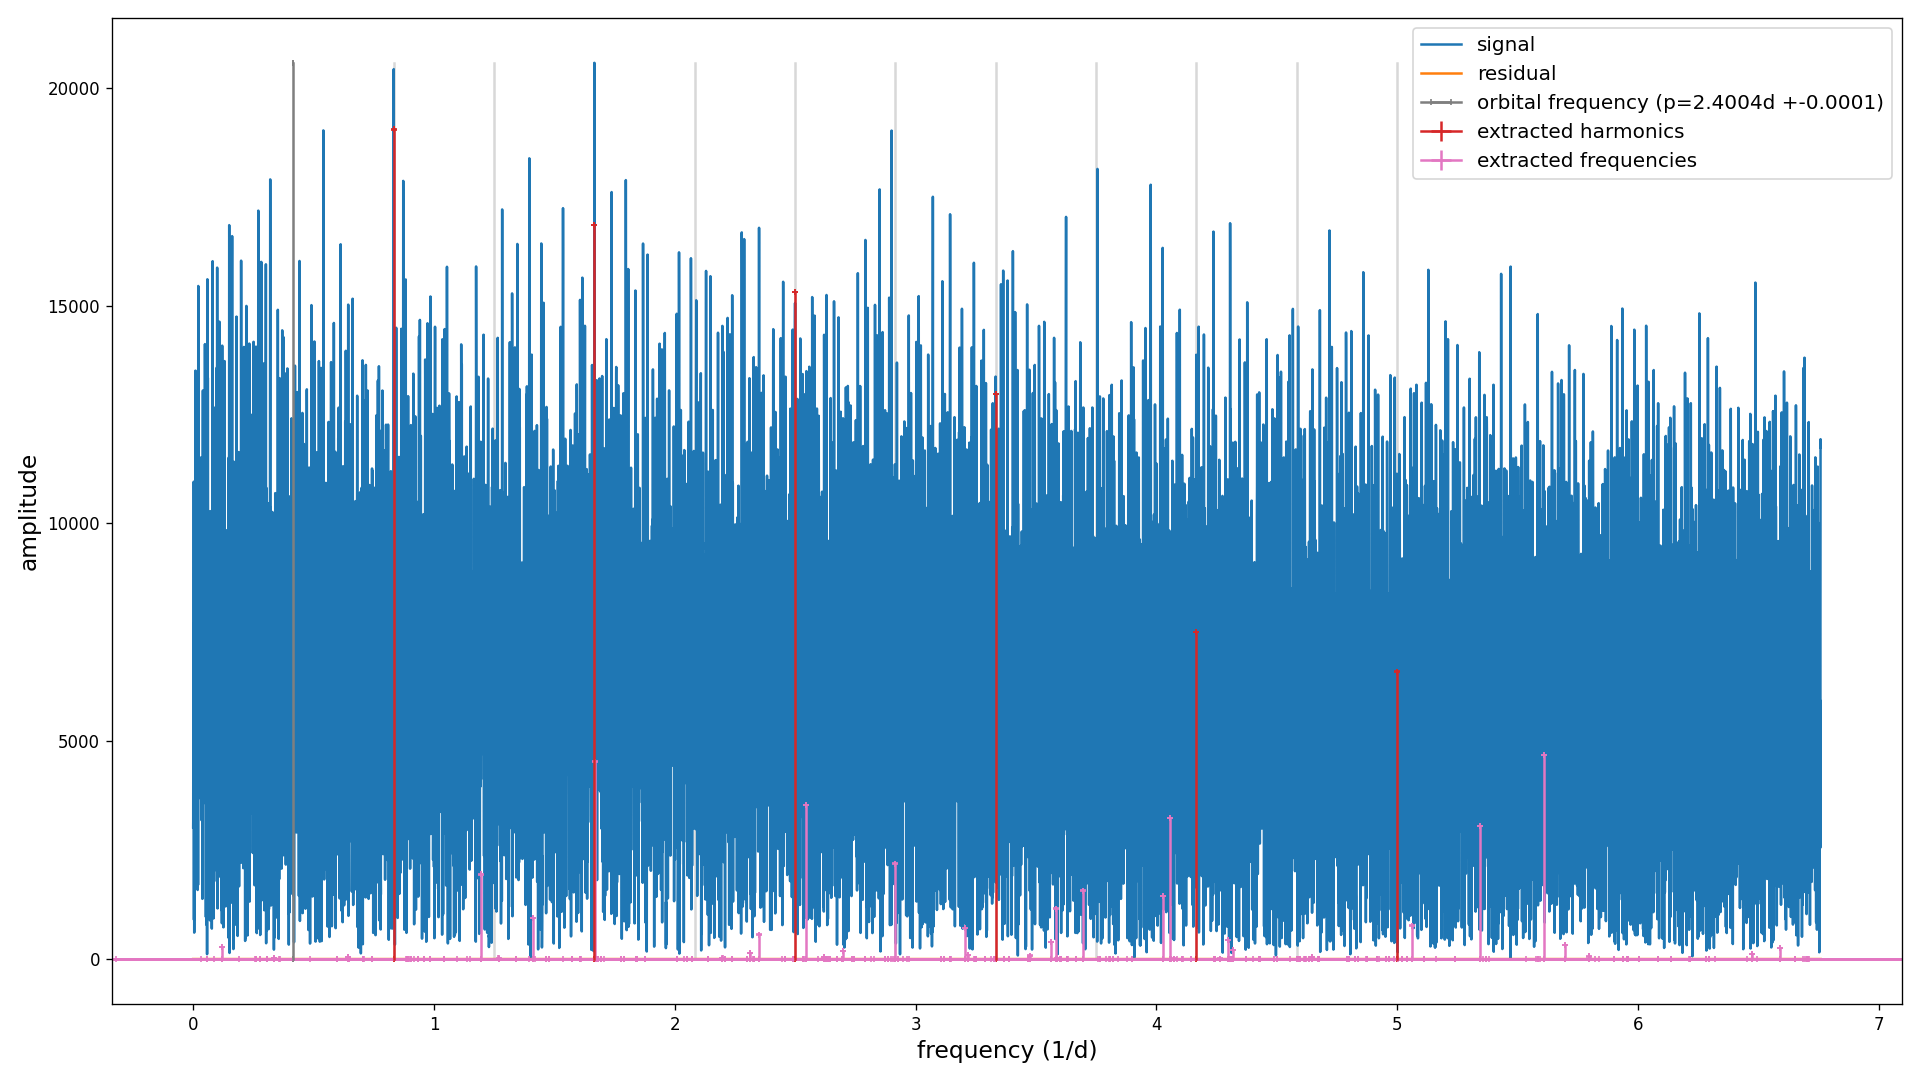 signal
residual
orbital frequency (p=2.4004d +-0.0001)
extracted harmonics
extracted frequencies
20000
15000
10000
5000
0
amplitude
0 1 2 3 4 5 6 7
frequency (1/d)